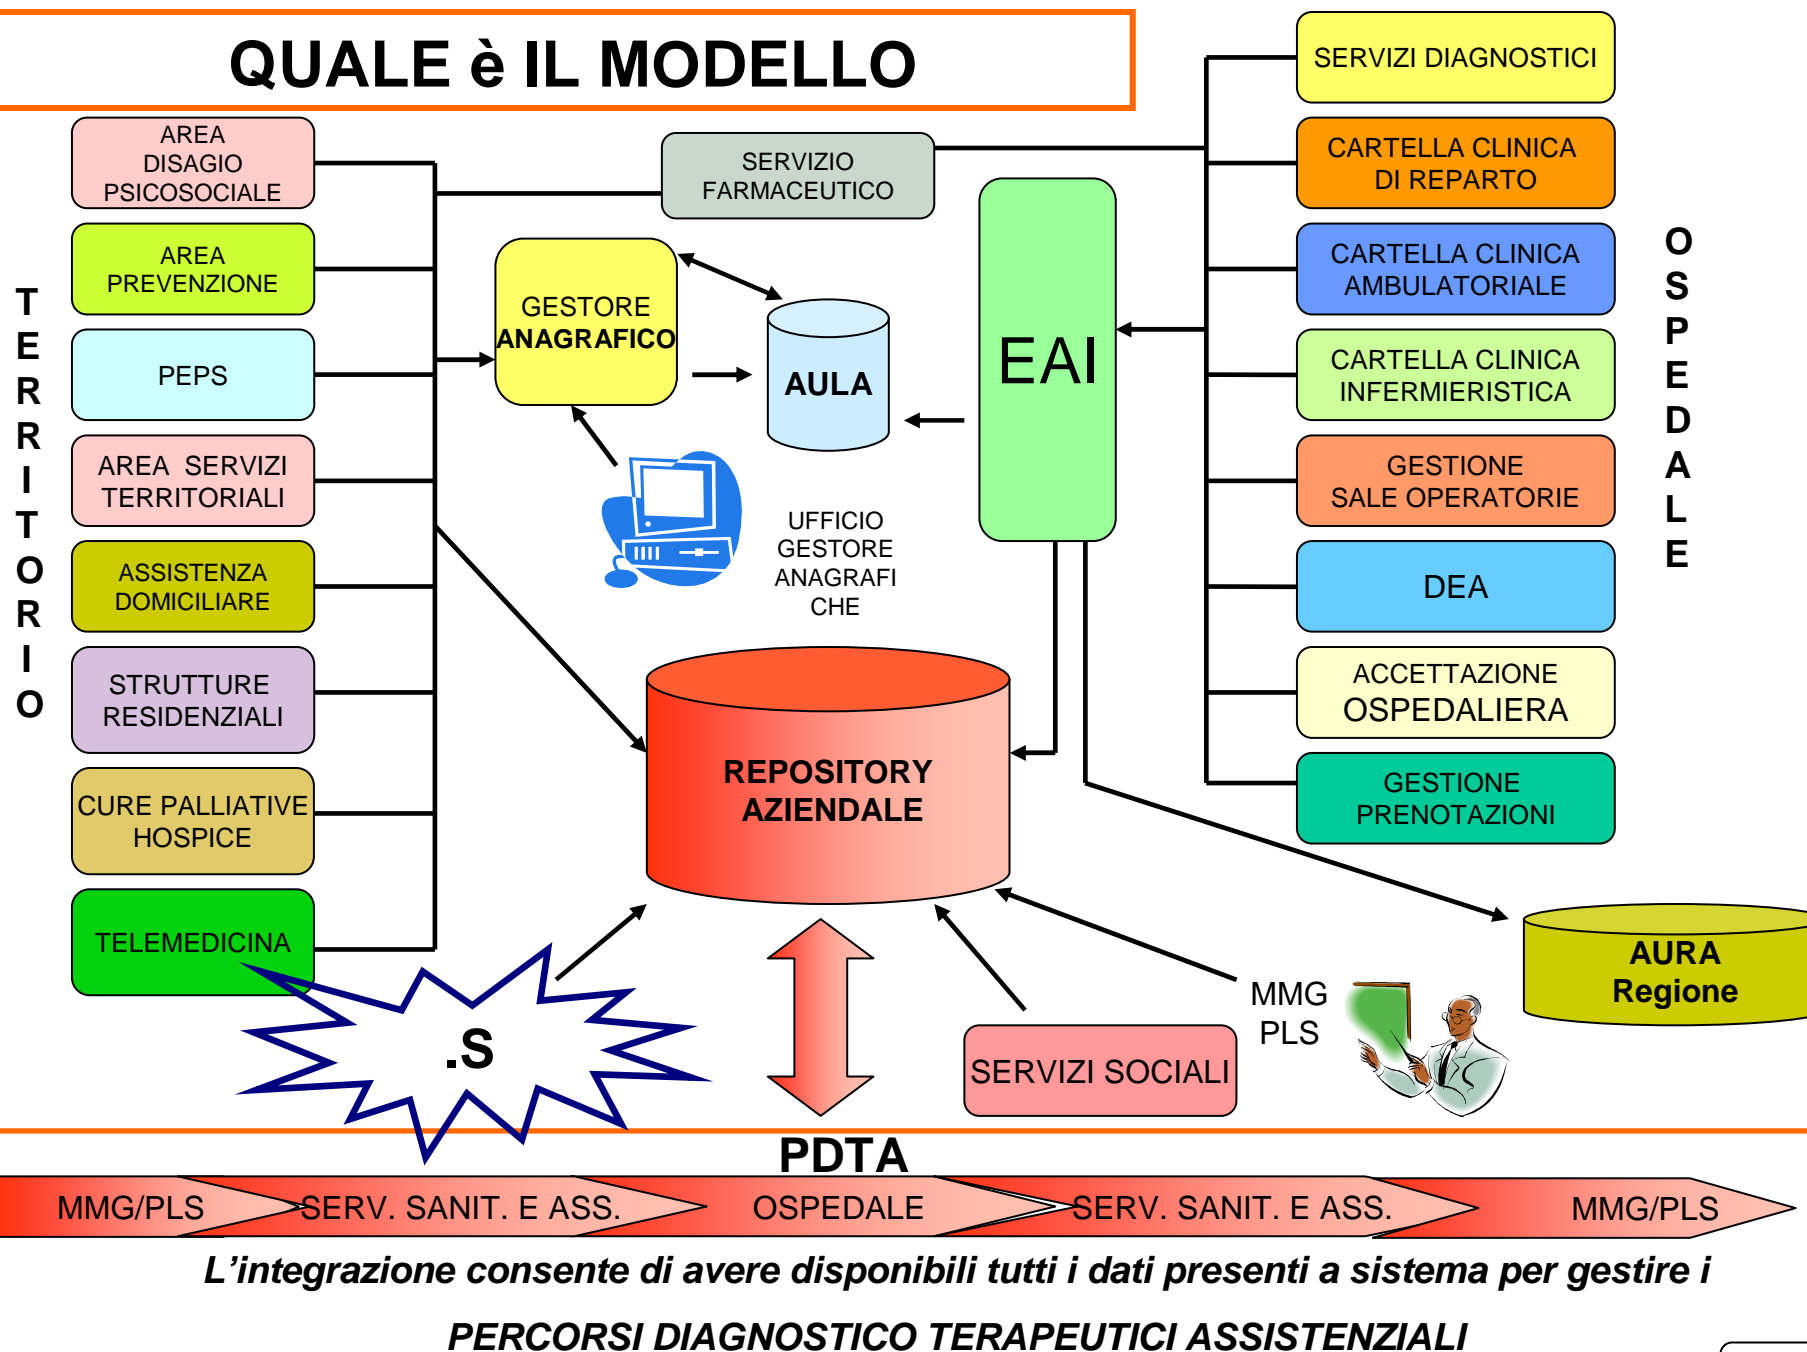 QUALE è IL MODELLO
TERRITORIO
AREA
DISAGIO
PSICOSOCIALE
AREA
PREVENZIONE
PEPS
AREA SERVIZI
TERRITORIALI
ASSISTENZA
DOMICILIARE
STRUTTURE
RESIDENZIALI
CURE PALLIATIVE
HOSPICE
TELEMEDICINA
SERVIZIO
FARMACEUTICO
GESTORE
ANAGRAFICO
AULA
EAI
UFFICIO
GESTORE
ANAGRAFI
CHE
REPOSITORY
AZIENDALE
SERVIZI DIAGNOSTICI
CARTELLA CLINICA
DI REPARTO
CARTELLA CLINICA
AMBULATORIALE
CARTELLA CLINICA
INFERMIERISTICA
GESTIONE
SALE OPERATORIE
DEA
ACCETTAZIONE
OSPEDALIERA
GESTIONE
PRENOTAZIONI
OSPEDALE
AURA
Regione
MMG
PLS
SERVIZI SOCIALI
.S
PDTA
MMG/PLS
SERV. SANIT. E ASS.
OSPEDALE
SERV. SANIT. E ASS.
MMG/PLS
L’integrazione consente di avere disponibili tutti i dati presenti a sistema per gestire i
PERCORSI DIAGNOSTICO TERAPEUTICI ASSISTENZIALI